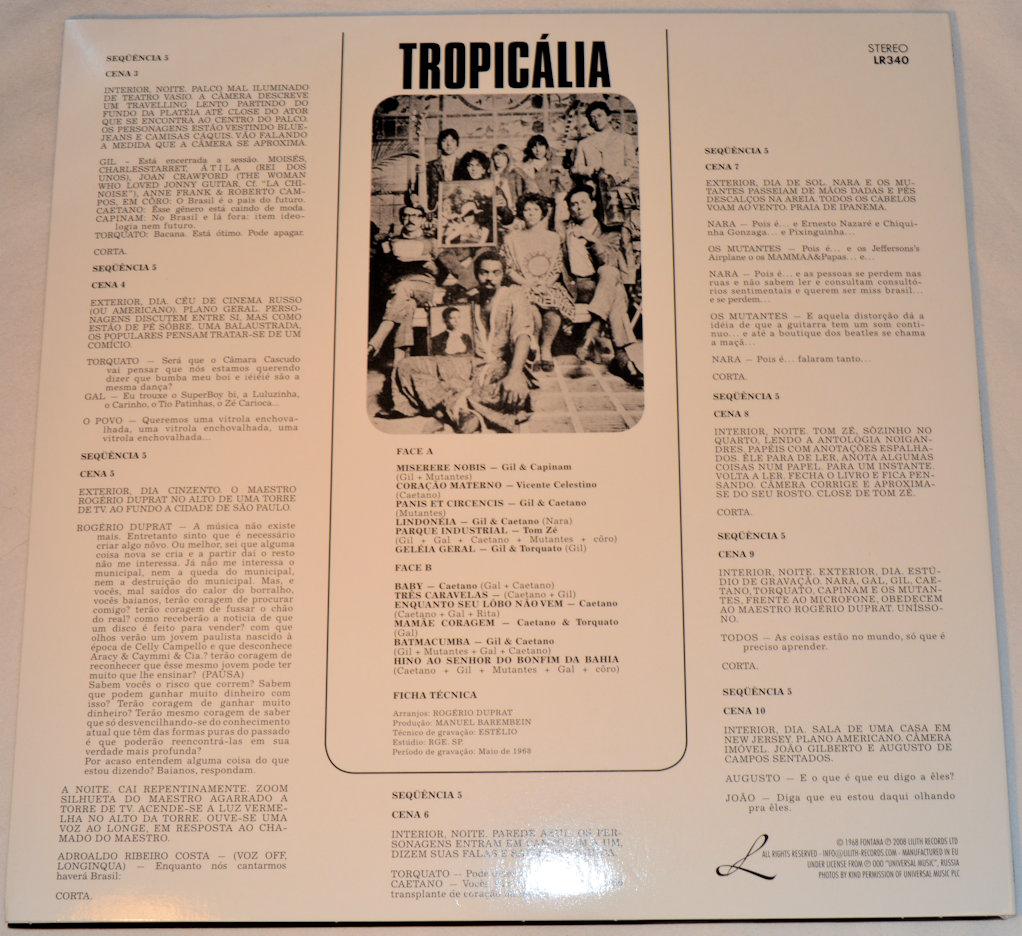 SEQÜÊNCIA 5
CENA 3
INTERIOR, NOITE. PALCO MAL ILUMINADO
DE TEATRO VASIO. A CÂMERA DESCREVE
UM TRAVELLING LENTO PARTINDO DO
FUNDO DA PLATÉIA ATÉ CLOSE DO ATOR
QUE SE ENCONTRA AO CENTRO DO PALCO.
OS PERSONAGENS ESTÃO VESTINDO BLUE-
JEANS E CAMISAS CÁQUIS. VÃO FALANDO
A MEDIDA QUE A CÂMERA SE APROXIMA.
GIL - Está encerrada a sessão. MOISÉS,
CHARLESSTARRET, ÁTILA (REI DOS
UNOS), JOAN CRAWFORD (THE WOMAN
WHO LOVED JONNY GUITAR, Cf. "LA CHI-
NOISE"), ANNE FRANK & ROBERTO CAM-
POS, EM CÔRO: O Brasil é o país do futuro.
CAETANO: Êsse gênero está caindo de moda.
CAPINAM: No Brasil e lá fora: item ideo-
logia nem futuro.
TORQUATO: Bacana. Está ótimo. Pode apagar.
CORTA.
SEQÜÊNCIA 5
CENA 4
EXTERIOR, DIA. CÉU DE CINEMA RUSSO
(OU AMERICANO). PLANO GERAL. PERSO-
NAGENS DISCUTEM ENTRE SI, MAS COMO
ESTÃO DE PÉ SÔBRE. UMA BALAUSTRADA,
OS POPULARES PENSAM TRATAR-SE DE UM
COMÍCIO.
TORQUATO — Será que o Câmara Cascudo
vai pensar que nós estamos querendo
dizer que bumba meu boi e iêiêiê são a
mesma dança?
GAL — Eu trouxe o SuperBoy bi, a Luluzinha,
o Carinho, o Tio Patinhas, o Zé Carioca...
O POVO — Queremos uma vitrola enchova-
lhada, uma vitrola enchovalhada, uma
vitrola enchovalhada...
SEQÜÊNCIA 5
CENA 5
EXTERIOR, DIA CINZENTO. O MAESTRO
ROGÉRIO DUPRAT NO ALTO DE UMA TORRE
DE TV. AO FUNDO A CIDADE DE SÃO PAULO.
ROGÉRIO DUPRAT — A música não existe
mais. Entretanto sinto que é necessário
criar algo nôvo. Ou melhor, sei que alguma
coisa nova se cria e a partir daí o resto
não me interessa. Já não me interessa o
municipal, nem a queda do municipal,
nem a destruição do municipal. Mas, e
vocês, mal saídos do calor do borralho,
vocês baianos, terão coragem de procurar
comigo? terão coragem de fussar o chão
do real? como receberão a notícia de que
um disco é feito para vender? com que
olhos verão um jovem paulista nascido à
época de Celly Campello e que desconhece
Aracy & Caymmi & Cia.? terão coragem de
reconhecer que êsse mesmo jovem pode ter
muito que lhe ensinar? (PAUSA)
Sabem vocês o risco que correm? Sabem
que podem ganhar muito dinheiro com
isso? Terão coragem de ganhar muito
dinheiro? Terão mesmo coragem de saber
que só desvencilhando-se do conhecimento
atual que têm das formas puras do passado
é que poderão reencontrá-las em sua
verdade mais profunda?
Por acaso entendem alguma coisa do que
estou dizendo? Baianos, respondam.
A NOITE. CAI REPENTINAMENTE. ZOOM
SILHUETA DO MAESTRO AGARRADO A
TORRE DE TV. ACENDE-SE A LUZ VERME-
LHA NO ALTO DA TORRE. OUVE-SE UMA
VOZ AO LONGE, EM RESPOSTA AO CHA-
MADO DO MAESTRO.
ADROALDO RIBEIRO COSTA — (VOZ OFF,
LONGINQUA) — Enquanto nós cantarmos
haverá Brasil:
CORTA.
TROPICÁLIA
FACE A
MISERERE NOBIS — Gil & Capinam
(Gil + Mutantes)
CORAÇÃO MATERNO — Vicente Celestino
(Caetano)
PANIS ET CIRCENCIS — Gil & Caetano
(Mutantes)
LINDONÉIA — Gil & Caetano (Nara)
PARQUE INDUSTRIAL — Tom Zé
(Gil + Gal + Caetano + Mutantes + côro)
GELÉIA GERAL — Gil & Torquato (Gil)
FACE B
BABY — Caetano (Gal + Caetano)
TRÊS CARAVELAS — (Caetano + Gil)
ENQUANTO SEU LÔBO NÃO VEM — Caetano
(Caetano + Gal + Rita)
MAMÃE CORAGEM — Caetano & Torquato
(Gal)
BATMACUMBA — Gil & Caetano
(Gil + Mutantes + Gal + Caetano)
HINO AO SENHOR DO BONFIM DA BAHIA
(Caetano + Gil + Mutantes + Gal + côro)
FICHA TÉCNICA
Arranjos: ROGÉRIO DUPRAT
Produção: MANUEL BAREMBEIN
Técnico de gravação: ESTÉLIO
Estúdio: RGE. SP
Período de gravação: Maio de 1968
SEQÜÊNCIA 5
CENA 6
INTERIOR, NOITE. PAREDE AZUL. OS PER-
SONAGENS ENTRAM EM
DIZEM SUAS FALAS E
TORQUATO —
CAETANO —
transplante de
STEREO
LR340
SEQÜÊNCIA 5
CENA 7
EXTERIOR, DIA DE SOL. NARA E OS MU-
TANTES PASSEIAM DE MÃOS DADAS E PÉS
DESCALÇOS NA AREIA. TODOS OS CABELOS
VOAM AO VENTO. PRAIA DE IPANEMA.
NARA — Pois é... e Ernesto Nazaré e Chiqui-
nha Gonzaga... e Pixinguinha...
OS MUTANTES — Pois é... e os Jeffersons's
Airplane o os MAMMAA&Papas... e...
NARA — Pois é... e as pessoas se perdem nas
ruas e não sabem ler e consultam consultó-
rios sentimentais e querem ser miss brasil...
e se perdem...
OS MUTANTES — E aquela distorção dá a
idéia de que a guitarra tem um som contí-
nuo... e até a boutique dos beatles se chama
a maçã...
NARA — Pois é... falaram tanto...
CORTA.
SEQÜÊNCIA 5
CENA 8
INTERIOR, NOITE. TOM ZÉ, SÒZINHO NO
QUARTO, LENDO A ANTOLOGIA NOIGAN-
DRES. PAPÉIS COM ANOTAÇÕES ESPALHA-
DOS. ÊLE PARA DE LER, ANOTA ALGUMAS
COISAS NUM PAPEL. PARA UM INSTANTE.
VOLTA A LER. FECHA O LIVRO E FICA PEN-
SANDO. CÂMERA CORRIGE E APROXIMA-
SE DO SEU ROSTO. CLOSE DE TOM ZÉ.
CORTA.
SEQÜÊNCIA 5
CENA 9
INTERIOR, NOITE. EXTERIOR, DIA. ESTÚ-
DIO DE GRAVAÇÃO. NARA, GAL, GIL, CAE-
TANO, TORQUATO, CAPINAM E OS MUTAN-
TES, FRENTE AO MICROFONE, OBEDECEM
AO MAESTRO ROGÉRIO DUPRAT. UNÍSSO-
NO.
TODOS — As coisas estão no mundo, só que é
preciso aprender.
CORTA.
SEQÜÊNCIA 5
CENA 10
INTERIOR, DIA. SALA DE UMA CASA EM
NEW JERSEY. PLANO AMERICANO. CÂMERA
IMÓVEL. JOÃO GILBERTO E AUGUSTO DE
CAMPOS SENTADOS.
AUGUSTO — E o que é que eu digo a êles?
JOÃO — Diga que eu estou daqui olhando
pra êles.
L
© 1968 FONTANA ℗ 2008 LILITH RECORDS LTD
ALL RIGHTS RESERVED - INFO@LILITH-RECORDS.COM - MANUFACTURED IN EU
UNDER LICENSE FROM ℗ OOO "UNIVERSAL MUSIC", RUSSIA
PHOTOS BY KIND PERMISSION OF UNIVERSAL MUSIC PLC